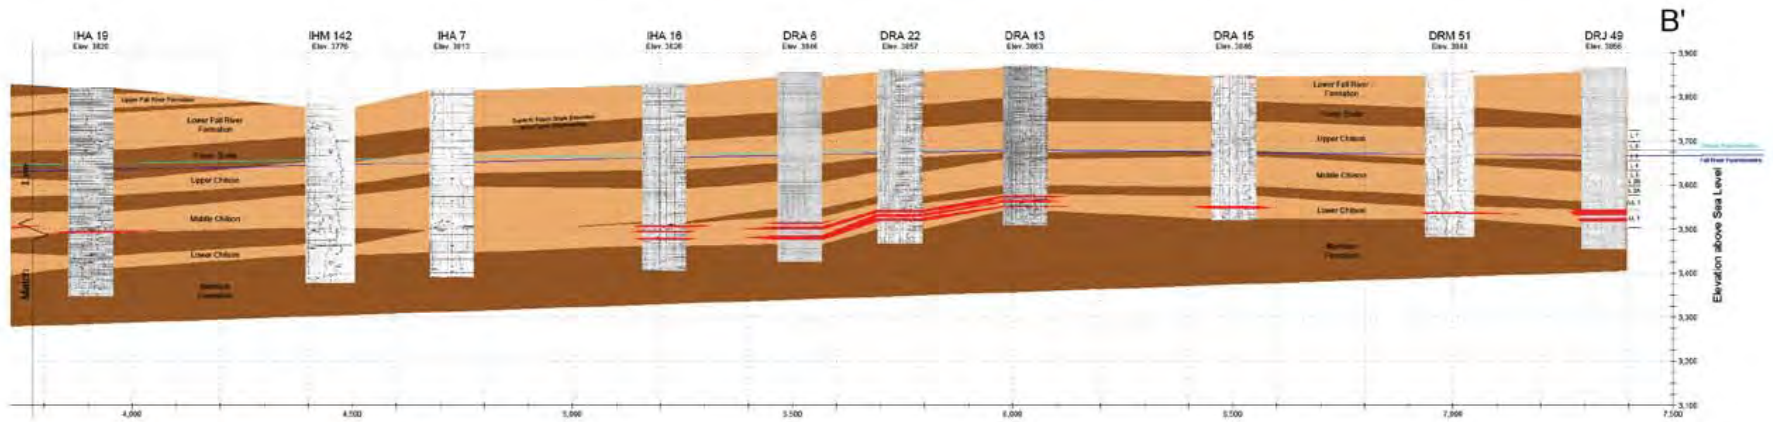 B'
IHA 19
Elev. 3820
IHM 142
Elev. 3776
IHA 7
Elev. 3813
IHA 16
Elev. 3826
DRA 6
Elev. 3846
DRA 22
Elev. 3857
DRA 13
Elev. 3863
DRA 15
Elev. 3846
DRM 51
Elev. 3848
DRJ 49
Elev. 3856
Upper Fall River Formation
Lower Fall River
Formation
Fuson Shale
Upper Chilson
Middle Chilson
Lower Chilson
Morrison
Formation
Lower Fall River
Formation
Fuson Shale
Upper Chilson
Middle Chilson
Lower Chilson
Morrison
Formation
3,900
3,800
3,700
3,600
3,500
3,400
3,300
3,200
3,100
Elevation above Sea Level
Fall River Potentiometric
4,000
4,500
5,000
5,500
6,000
6,500
7,000
7,500